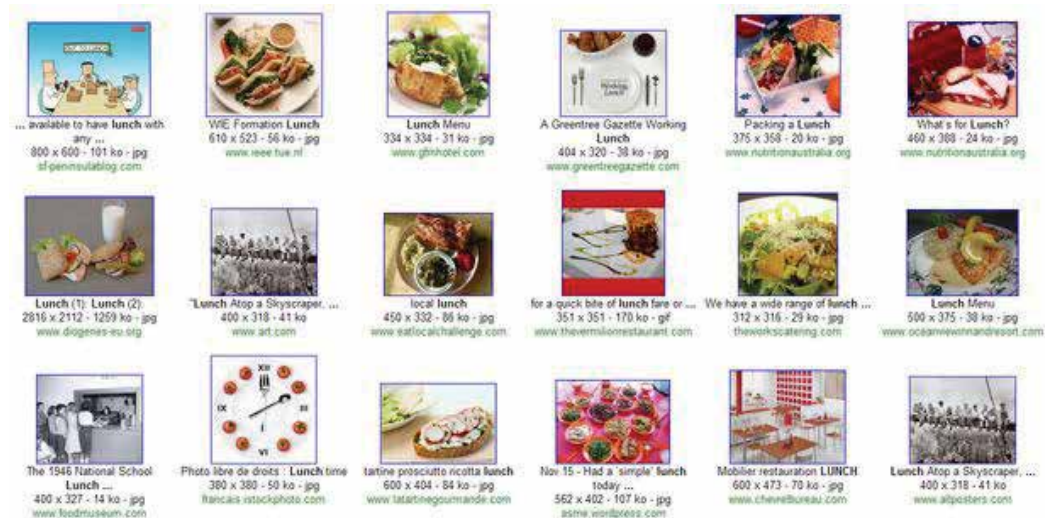 OUT TO LUNCH
... available to have lunch with
any ...
800 x 600 - 101 ko - jpg
sf-peninsulablog.com
WIE Formation Lunch
610 x 523 - 56 ko - jpg
www.ieee.tue.nl
Lunch Menu
334 x 334 - 31 ko - jpg
www.gfinhotel.com
Working
Lunch
A Greentree Gazette Working
Lunch
404 x 320 - 38 ko - jpg
www.greentreegazette.com
Packing a Lunch
375 x 358 - 20 ko - jpg
www.nutritionaustralia.org
What's for Lunch?
460 x 388 - 24 ko - jpg
www.nutritionaustralia.org
Lunch (1): Lunch (2):
2816 x 2112 - 1259 ko - jpg
www.diogenes-eu.org
"Lunch Atop a Skyscraper, ...
400 x 318 - 41 ko
www.art.com
local lunch
450 x 332 - 86 ko - jpg
www.eatlocalchallenge.com
for a quick bite of lunch fare or ...
351 x 351 - 170 ko - gif
www.thevermilionrestaurant.com
We have a wide range of lunch ...
312 x 316 - 29 ko - jpg
theworkscatering.com
Lunch Menu
500 x 375 - 38 ko - jpg
www.oceanviewinnandresort.com
The 1946 National School
Lunch ...
400 x 327 - 14 ko - jpg
www.foodmuseum.com
XII
III
VI
IX
Photo libre de droits : Lunch time
380 x 380 - 50 ko - jpg
francais.istockphoto.com
tartine prosciutto ricotta lunch
600 x 404 - 84 ko - jpg
www.latartinegourmande.com
Nov 15 - Had a 'simple' lunch
today ...
562 x 402 - 107 ko - jpg
asme.wordpress.com
Mobilier restauration LUNCH
600 x 473 - 70 ko - jpg
www.chevrelbureau.com
Lunch Atop a Skyscraper, ...
400 x 318 - 41 ko
www.allposters.com